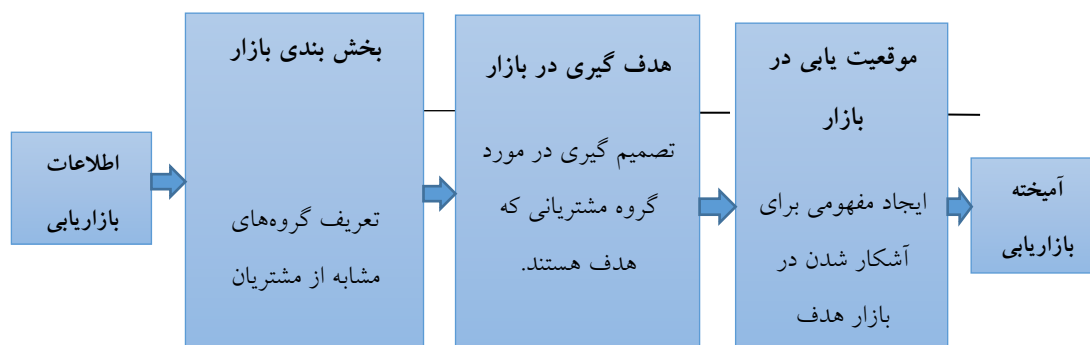 اطلاعات
بازاریابی
بخش بندی بازار
تعریف گروه‌های
مشابه از مشتریان
هدف گیری در بازار
تصمیم گیری در مورد
گروه مشتریانی که
هدف هستند.
موقعیت یابی در
بازار
ایجاد مفهومی برای
آشکار شدن در
بازار هدف
آمیخته
بازاریابی